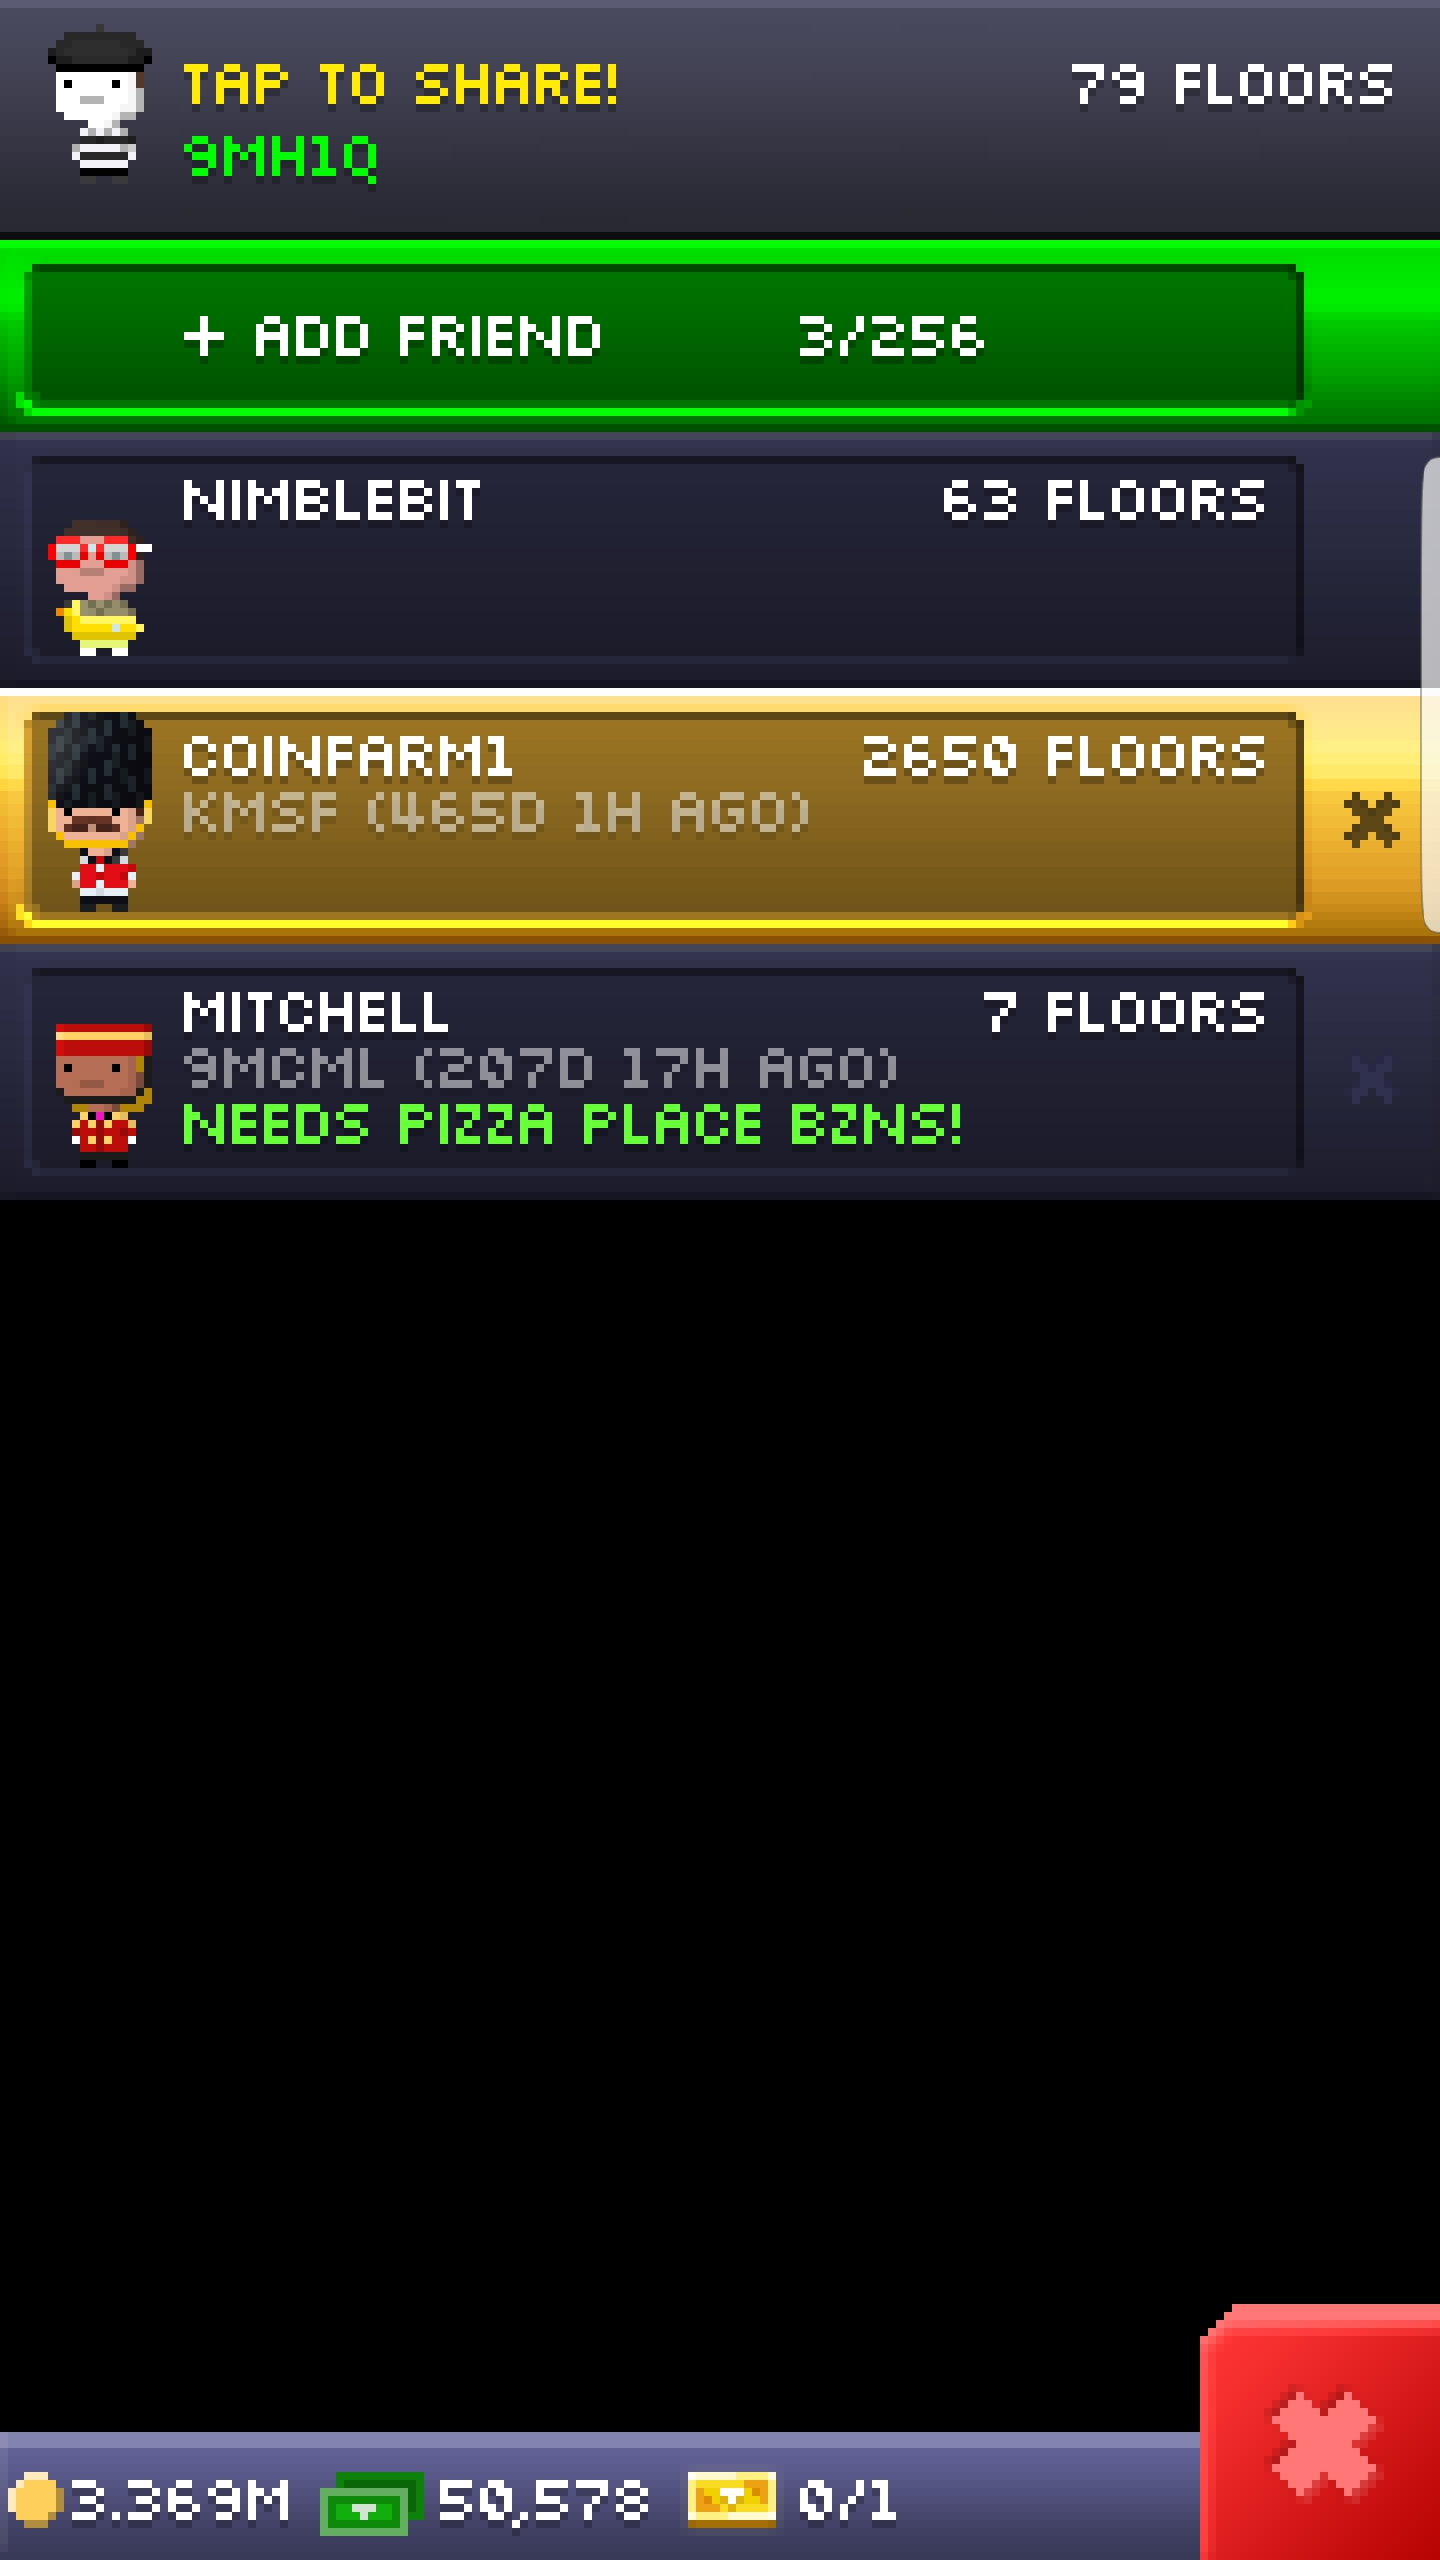 TAP TO SHARE! 79 FLOORS
9MH1Q
+ ADD FRIEND 3/256
NIMBLEBIT 63 FLOORS
COINFARM1 2650 FLOORS
KMSF (465D 1H AGO)
MITCHELL 7 FLOORS
9MCML (207D 17H AGO)
NEEDS PIZZA PLACE BZNS!
3.369M 50,578 0/1